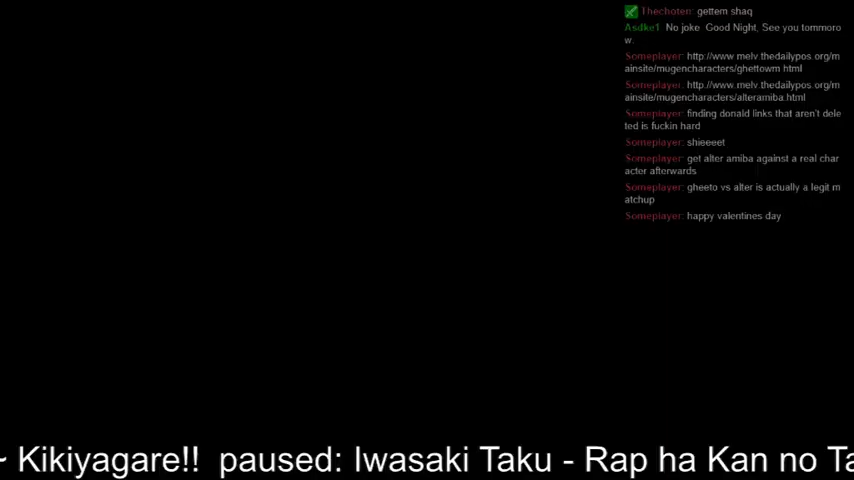 Thechoten: gettem shaq
Asdke1: No joke Good Night, See you tommoro
w.
Someplayer: http://www.melv.thedailypos.org/m
ainsite/mugencharacters/ghettowm.html
Someplayer: http://www.melv.thedailypos.org/m
ainsite/mugencharacters/alteramiba.html
Someplayer: finding donald links that aren't dele
ted is fuckin hard
Someplayer: shieeeet
Someplayer: get alter amiba against a real char
acter afterwards
Someplayer: gheeto vs alter is actually a legit m
atchup
Someplayer: happy valentines day
~ Kikiyagare!! paused: Iwasaki Taku - Rap ha Kan no Ta